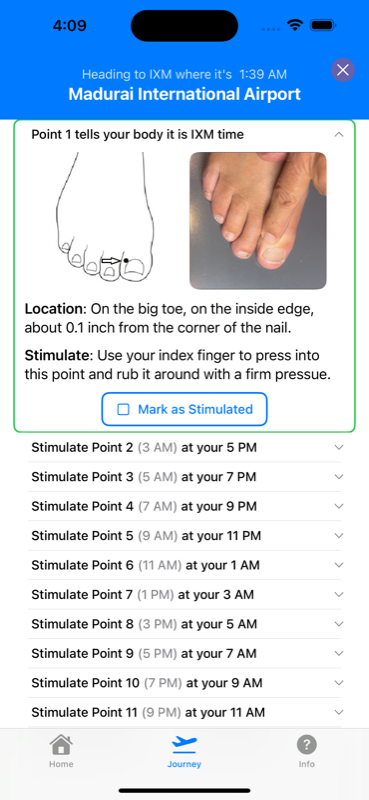 4:09
Heading to IXM where it's 1:39 AM
Madurai International Airport
Point 1 tells your body it is IXM time
Location: On the big toe, on the inside edge,
about 0.1 inch from the corner of the nail.
Stimulate: Use your index finger to press into
this point and rub it around with a firm pressue.
Mark as Stimulated
Stimulate Point 2 (3 AM) at your 5 PM
Stimulate Point 3 (5 AM) at your 7 PM
Stimulate Point 4 (7 AM) at your 9 PM
Stimulate Point 5 (9 AM) at your 11 PM
Stimulate Point 6 (11 AM) at your 1 AM
Stimulate Point 7 (1 PM) at your 3 AM
Stimulate Point 8 (3 PM) at your 5 AM
Stimulate Point 9 (5 PM) at your 7 AM
Stimulate Point 10 (7 PM) at your 9 AM
Stimulate Point 11 (9 PM) at your 11 AM
Home
Journey
Info